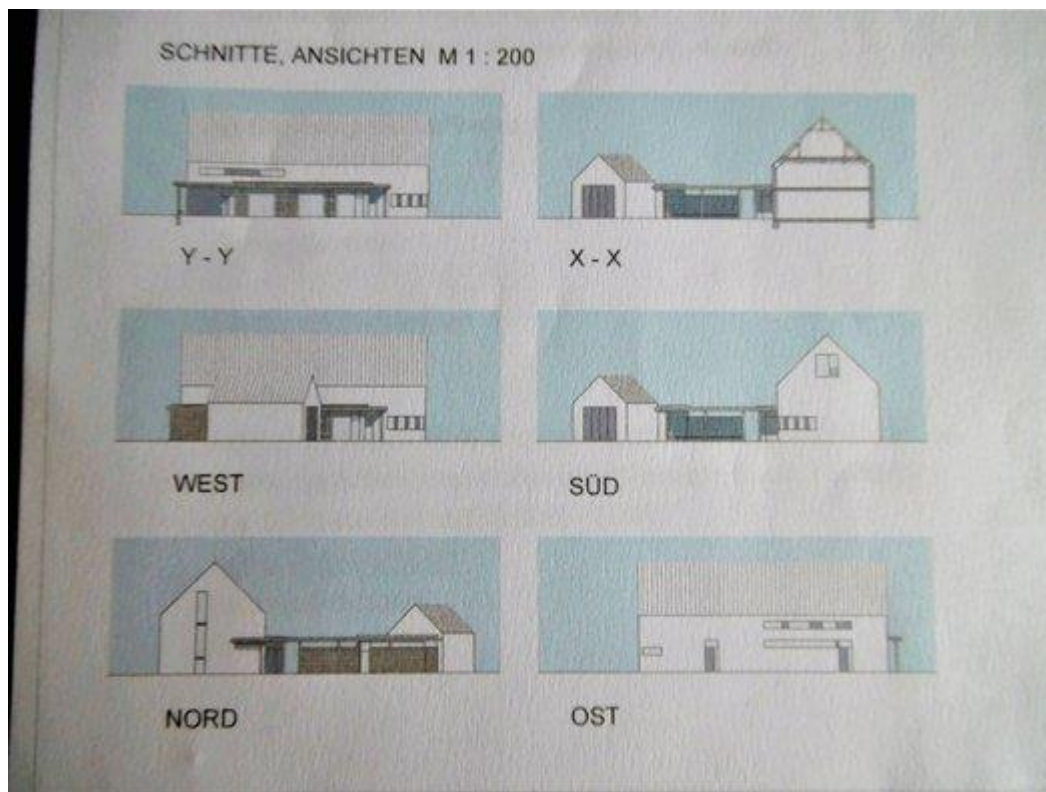 SCHNITTE, ANSICHTEN M 1 : 200
Y - Y
X - X
WEST
SÜD
NORD
OST